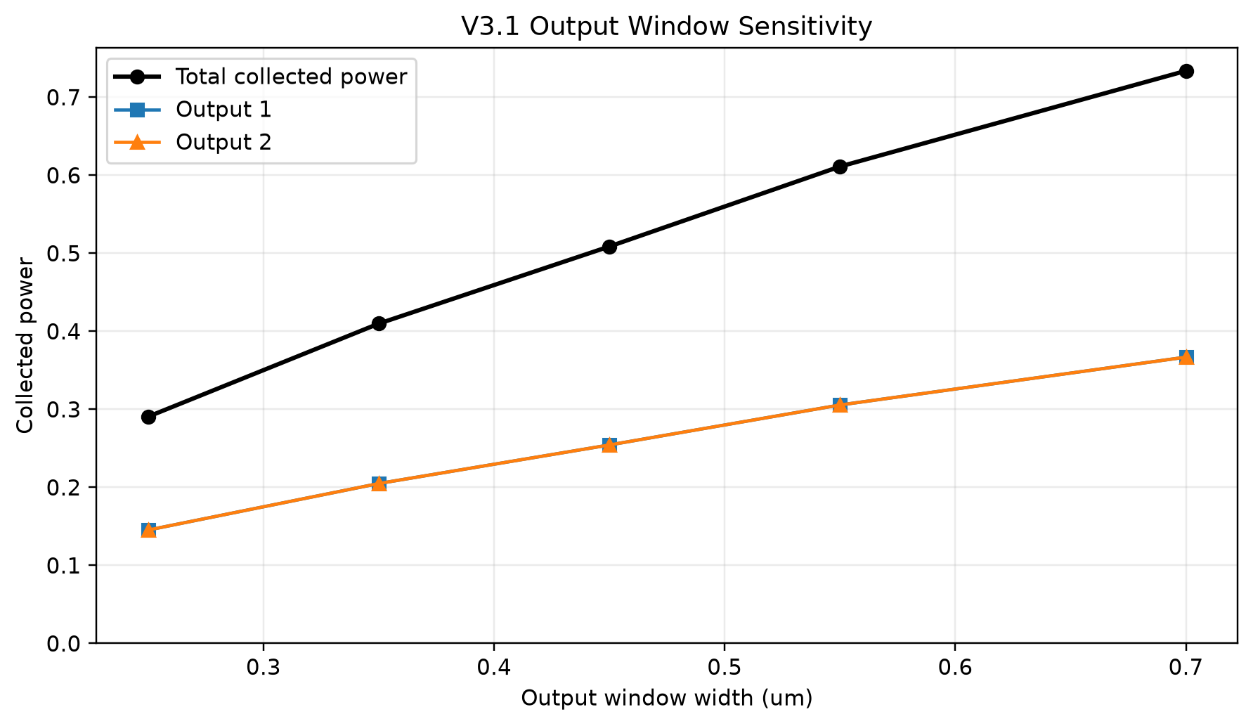 V3.1 Output Window Sensitivity
Total collected power
Output 1
Output 2
Collected power
0.7
0.6
0.5
0.4
0.3
0.2
0.1
0.0
0.3
0.4
0.5
0.6
0.7
Output window width (um)